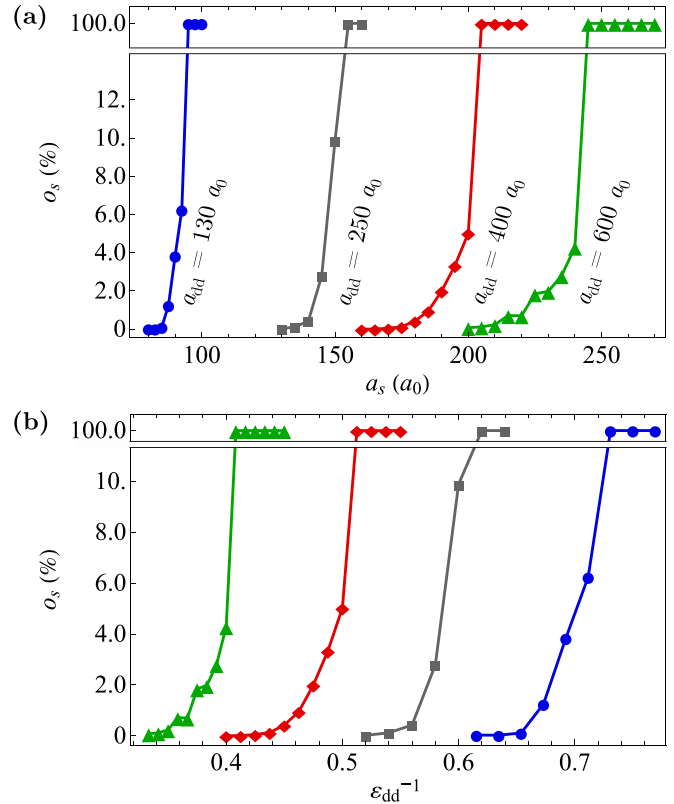 (a)
100.0
12.
10.
8.0
6.0
4.0
2.0
0
o_s (%)
a_dd = 130 a_0
a_dd = 250 a_0
a_dd = 400 a_0
a_dd = 600 a_0
100 150 200 250
a_s (a_0)
(b)
100.0
10.
8.0
6.0
4.0
2.0
0
o_s (%)
0.4 0.5 0.6 0.7
ε_dd⁻¹